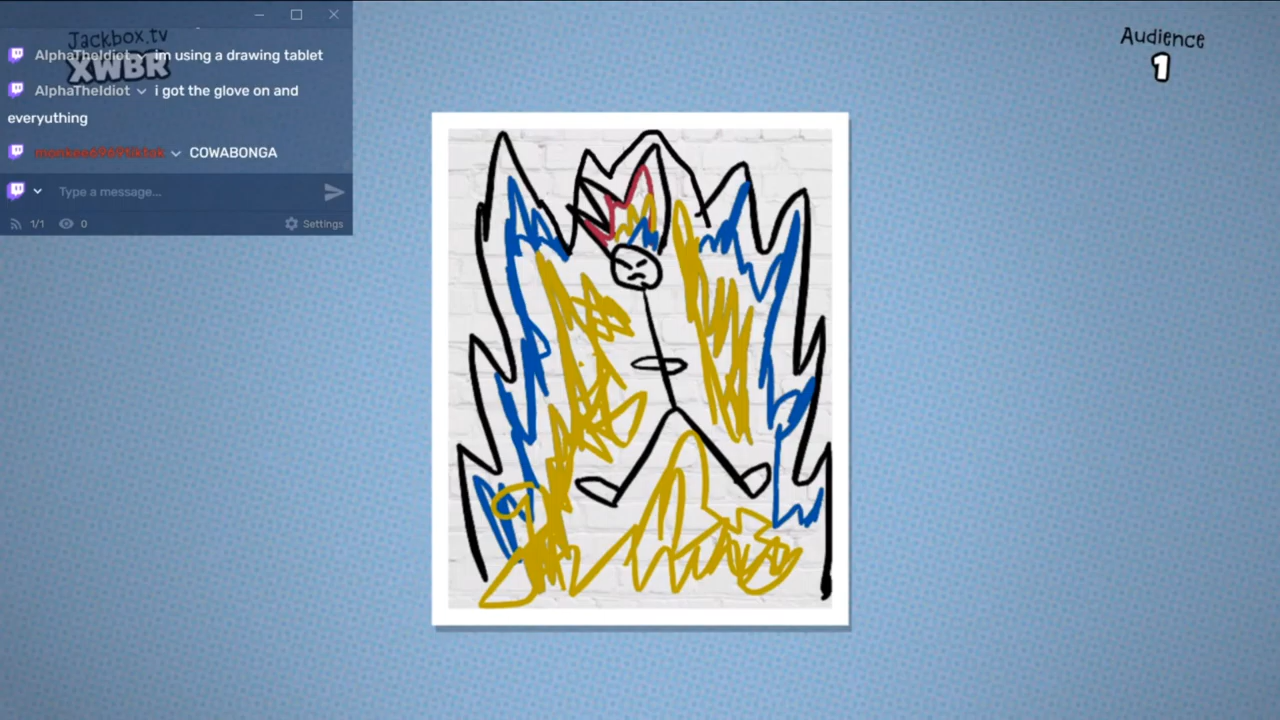 Jackbox.tv
XWBR
AlphaTheIdiot im using a drawing tablet
AlphaTheIdiot i got the glove on and
everyuthing
monkee6969tiktok COWABONGA
Type a message...
1/1 0 Settings
Audience
1